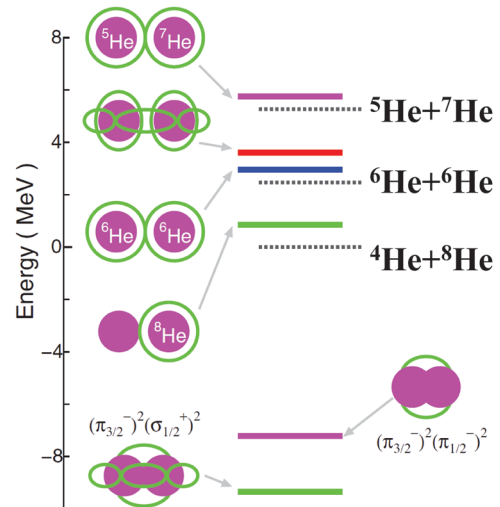 8
⁵He ⁷He
⁵He+⁷He
4
⁶He+⁶He
⁶He ⁶He
0
⁴He+⁸He
⁸He
−4
Energy ( MeV )
(π₃/₂⁻)²(σ₁/₂⁺)²
(π₃/₂⁻)²(π₁/₂⁻)²
−8